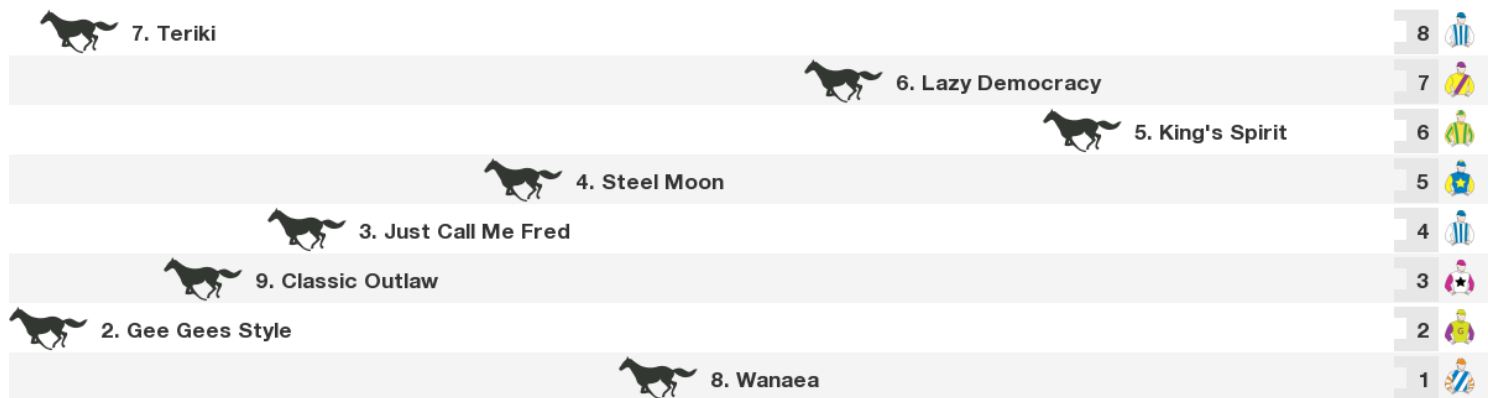 7. Teriki 8
6. Lazy Democracy 7
5. King's Spirit 6
4. Steel Moon 5
3. Just Call Me Fred 4
9. Classic Outlaw 3
2. Gee Gees Style 2
G
8. Wanaea 1